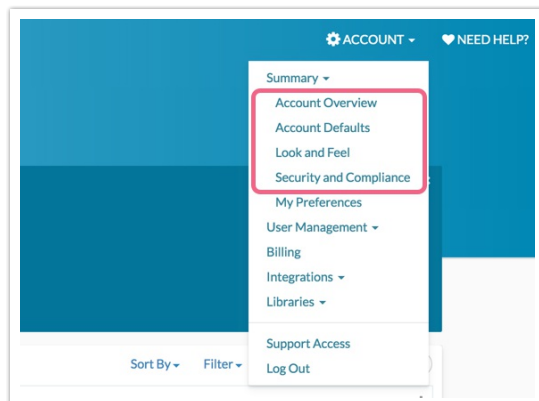 ACCOUNT NEED HELP?
Summary
Account Overview
Account Defaults
Look and Feel
Security and Compliance
My Preferences
User Management
Billing
Integrations
Libraries
Support Access
Sort By Filter
Log Out